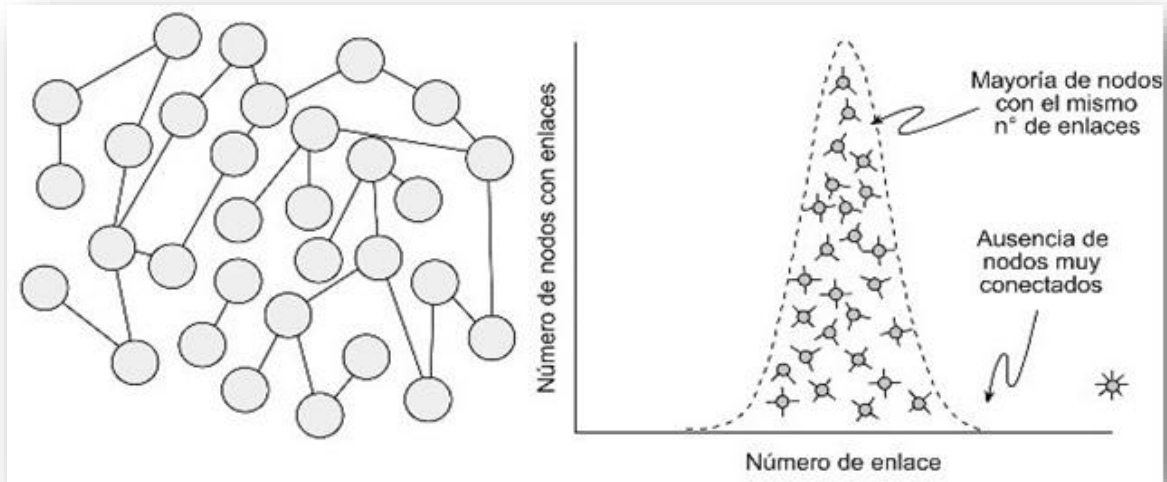 Número de nodos con enlaces
Mayoría de nodos
con el mismo
n° de enlaces
Ausencia de
nodos muy
conectados
Número de enlace